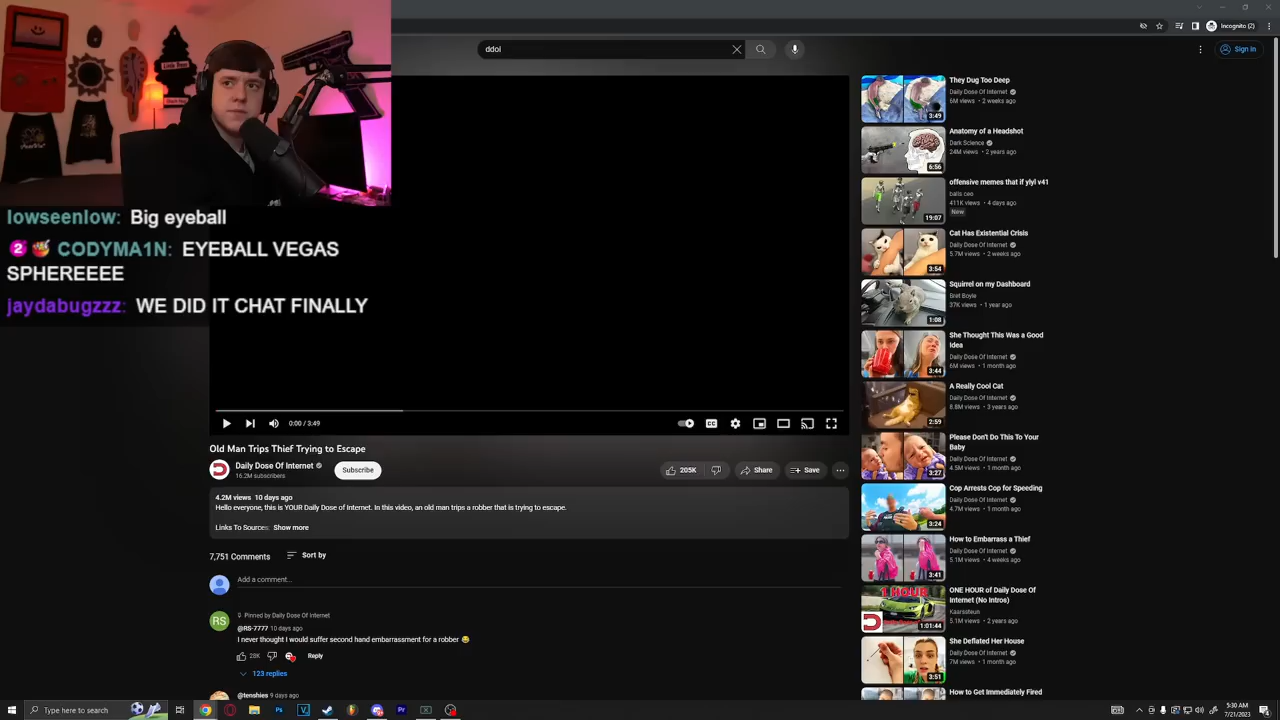 Incognito (2)
ddoi
Sign in
lowseenlow: Big eyeball
2 CODYMA1N: EYEBALL VEGAS
SPHEREEEE
jaydabugzzz: WE DID IT CHAT FINALLY
0:00 / 3:49
Old Man Trips Thief Trying to Escape
Daily Dose Of Internet
16.2M subscribers
Subscribe
205K
Share
Save
4.2M views 10 days ago
Hello everyone, this is YOUR Daily Dose of Internet. In this video, an old man trips a robber that is trying to escape.
Links To Sources: Show more
7,751 Comments
Sort by
Add a comment...
RS
Pinned by Daily Dose Of Internet
@RS-7777 10 days ago
I never thought I would suffer second hand embarrassment for a robber 😂
28K
Reply
123 replies
@tenshies 9 days ago
They Dug Too Deep
Daily Dose Of Internet
6M views • 2 weeks ago
3:49
Anatomy of a Headshot
Dark Science
24M views • 2 years ago
6:56
offensive memes that if ylyl v41
balls ceo
411K views • 4 days ago
New
19:07
Cat Has Existential Crisis
Daily Dose Of Internet
5.7M views • 2 weeks ago
3:54
Squirrel on my Dashboard
Bret Boyle
37K views • 1 year ago
1:08
She Thought This Was a Good
Idea
Daily Dose Of Internet
6M views • 1 month ago
3:44
A Really Cool Cat
Daily Dose Of Internet
8.8M views • 3 years ago
2:59
Please Don't Do This To Your
Baby
Daily Dose Of Internet
4.5M views • 1 month ago
3:27
Cop Arrests Cop for Speeding
Daily Dose Of Internet
4.7M views • 1 month ago
3:24
How to Embarrass a Thief
Daily Dose Of Internet
5.1M views • 4 weeks ago
3:41
ONE HOUR of Daily Dose Of
Internet (No Intros)
Kaarssteun
5.1M views • 2 years ago
1 HOUR
1:01:44
She Deflated Her House
Daily Dose Of Internet
7M views • 1 month ago
3:51
How to Get Immediately Fired
Type here to search
5:30 AM
7/21/2023